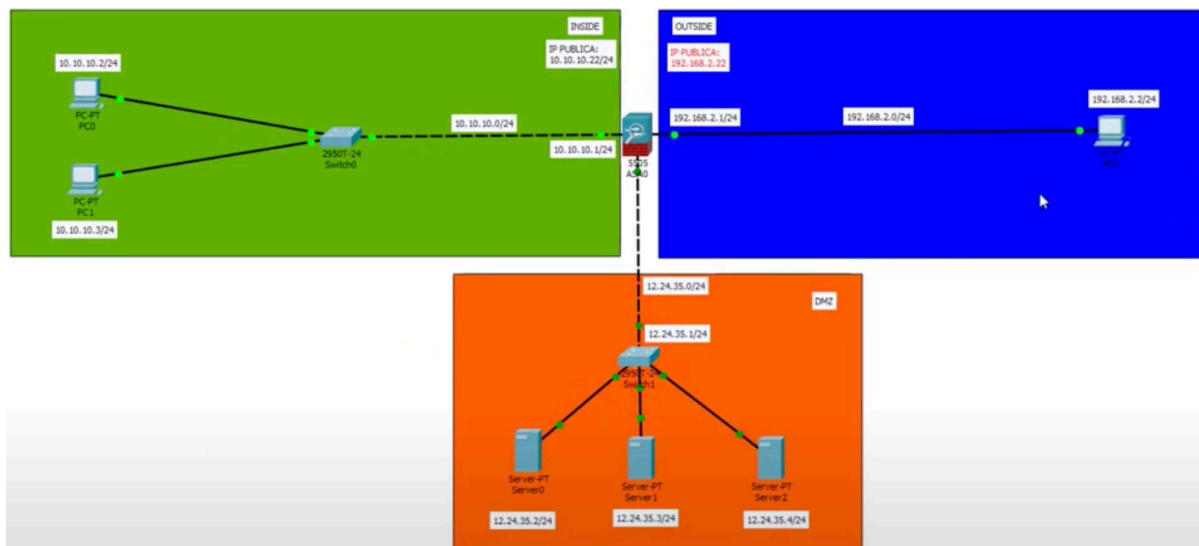 INSIDE
IP PUBLICA:
10.10.10.22/24
10.10.10.2/24
PC-PT
PC0
10.10.10.0/24
2950T-24
Switch0
10.10.10.1/24
PC-PT
PC1
10.10.10.3/24
OUTSIDE
IP PUBLICA:
192.168.2.22
192.168.2.1/24
192.168.2.0/24
192.168.2.2/24
5505
ASA0
12.24.35.0/24
DMZ
12.24.35.1/24
2950T-24
Switch1
Server-PT
Server0
12.24.35.2/24
Server-PT
Server1
12.24.35.3/24
Server-PT
Server2
12.24.35.4/24